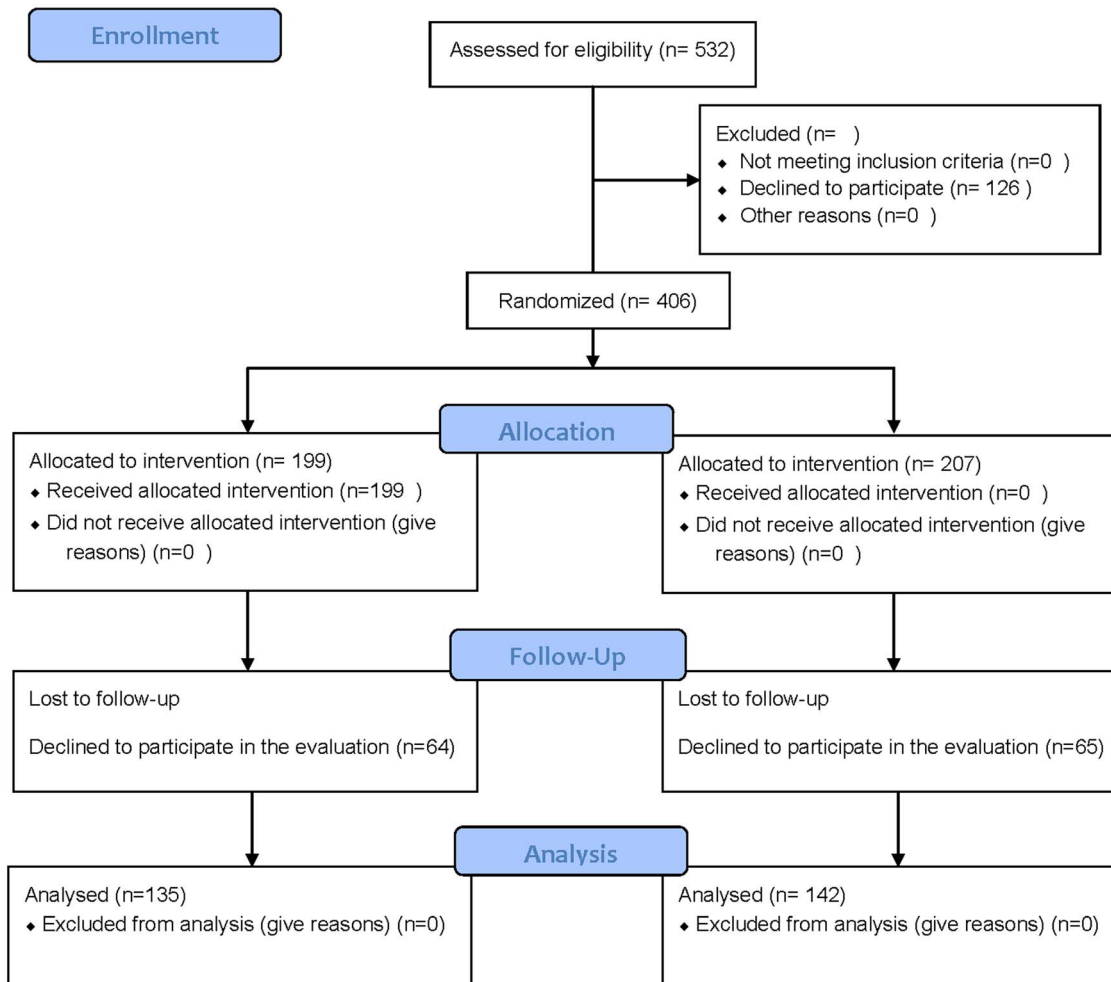 Enrollment
Assessed for eligibility (n= 532)
Excluded (n=   )
◆ Not meeting inclusion criteria (n=0  )
◆ Declined to participate (n= 126 )
◆ Other reasons (n=0  )
Randomized (n= 406)
Allocation
Allocated to intervention (n= 199)
◆ Received allocated intervention (n=199  )
◆ Did not receive allocated intervention (give
reasons) (n=0  )
Allocated to intervention (n= 207)
◆ Received allocated intervention (n=0  )
◆ Did not receive allocated intervention (give
reasons) (n=0  )
Follow-Up
Lost to follow-up
Declined to participate in the evaluation (n=64)
Lost to follow-up
Declined to participate in the evaluation (n=65)
Analysis
Analysed (n=135)
◆ Excluded from analysis (give reasons) (n=0)
Analysed (n= 142)
◆ Excluded from analysis (give reasons) (n=0)